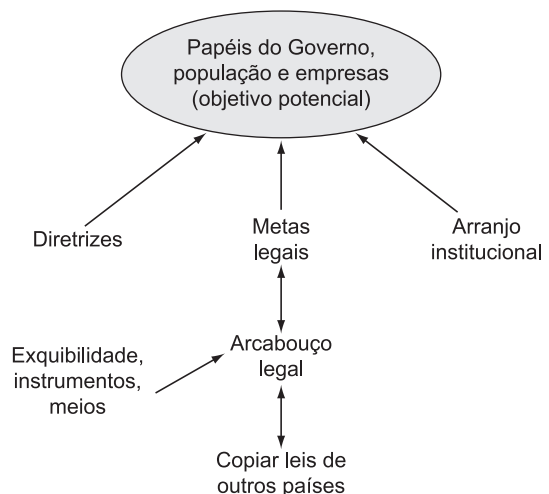 Papéis do Governo,
população e empresas
(objetivo potencial)
Diretrizes
Metas
legais
Arranjo
institucional
Exquibilidade,
instrumentos,
meios
Arcabouço
legal
Copiar leis de
outros países